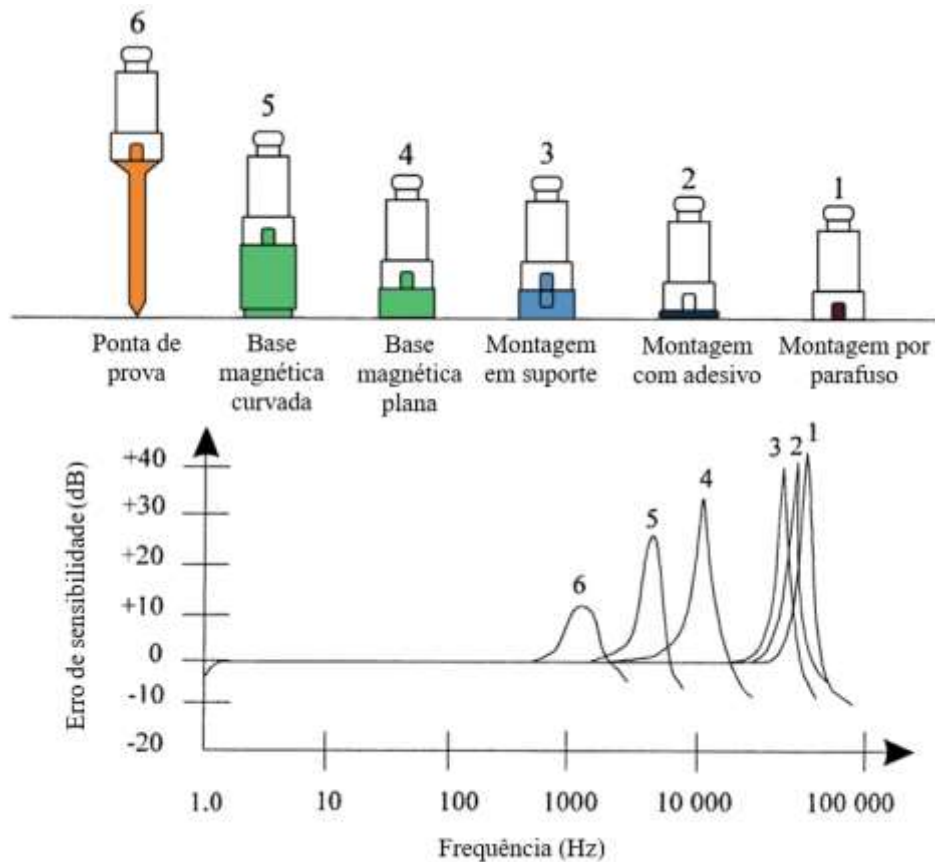 6
5
4
3
2
1
Ponta de
prova
Base
magnética
curvada
Base
magnética
plana
Montagem
em suporte
Montagem
com adesivo
Montagem por
parafuso
Erro de sensibilidade (dB)
+40
+30
+20
+10
0
-10
-20
6
5
4
3
2
1
1.0
10
100
1000
10 000
100 000
Frequência (Hz)